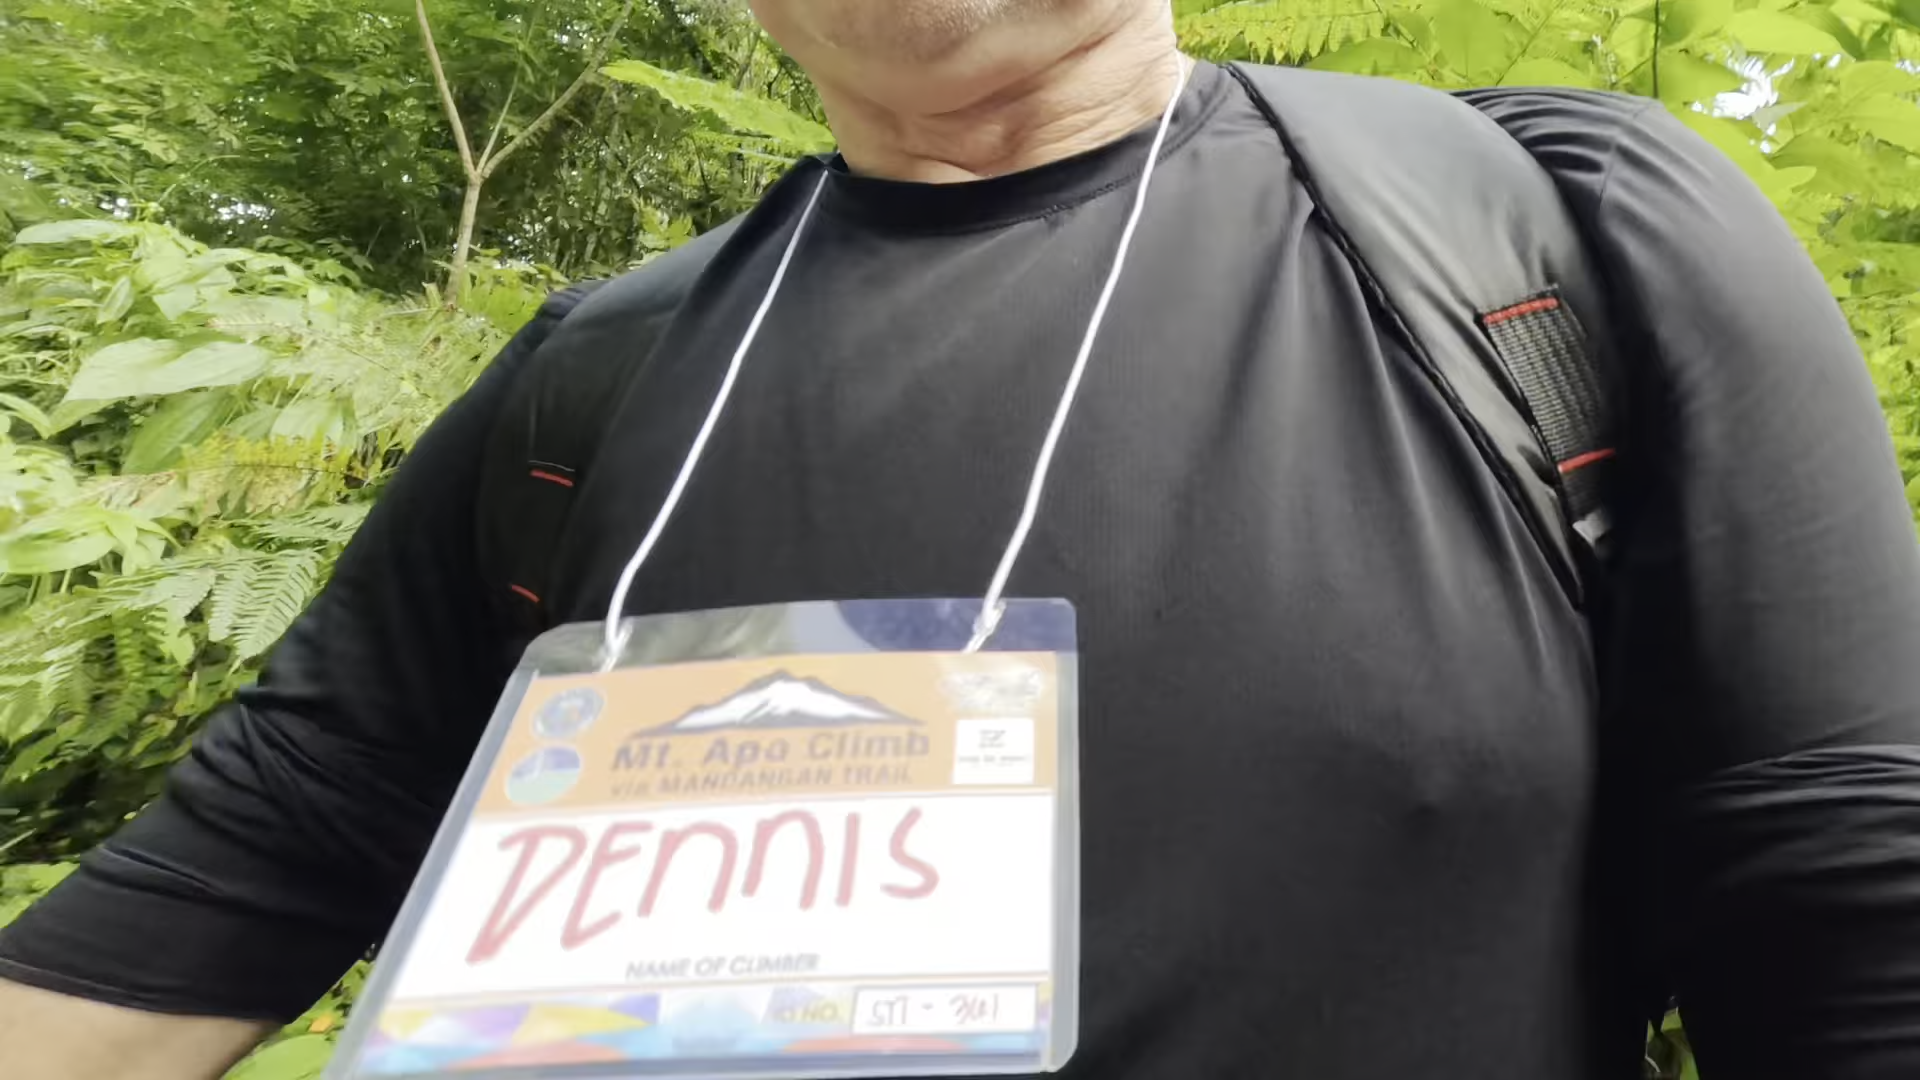 Mt. Apo Climb
via MANDANGAN TRAIL
DENNIS
NAME OF CLIMBER
ID NO.